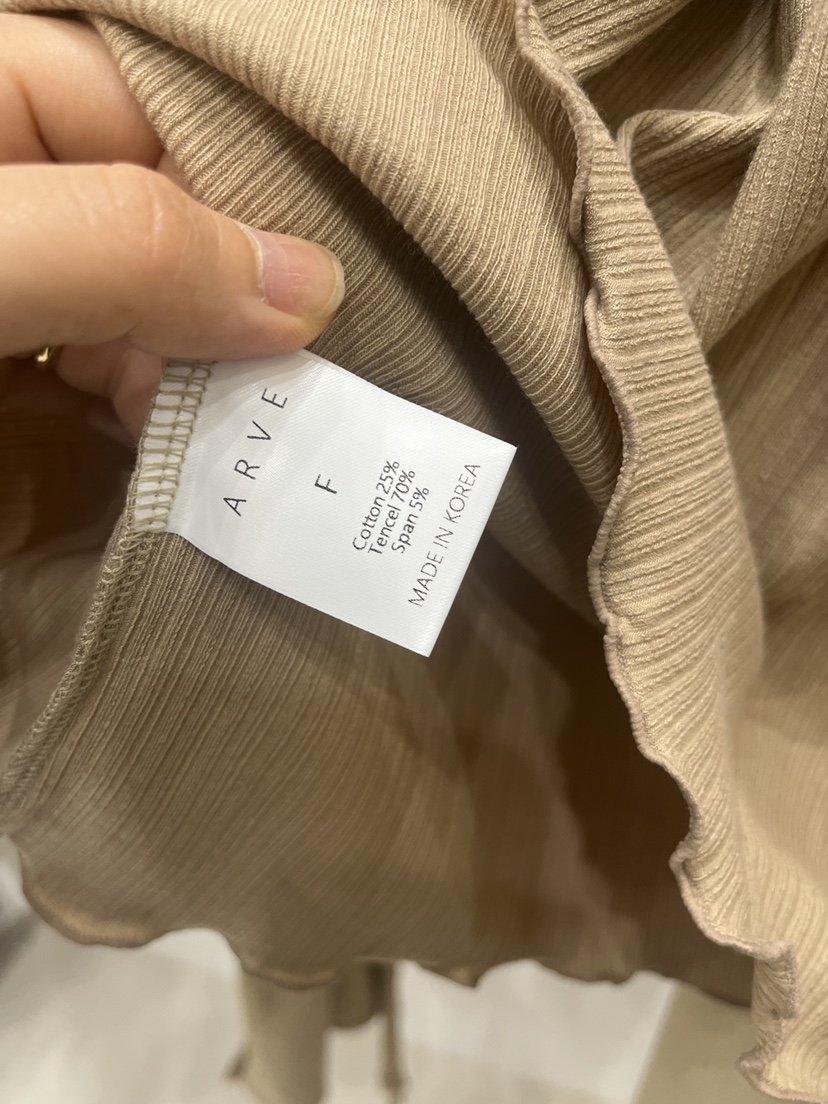 ARVE
F
Cotton 25%
Tencel 70%
Span 5%
MADE IN KOREA